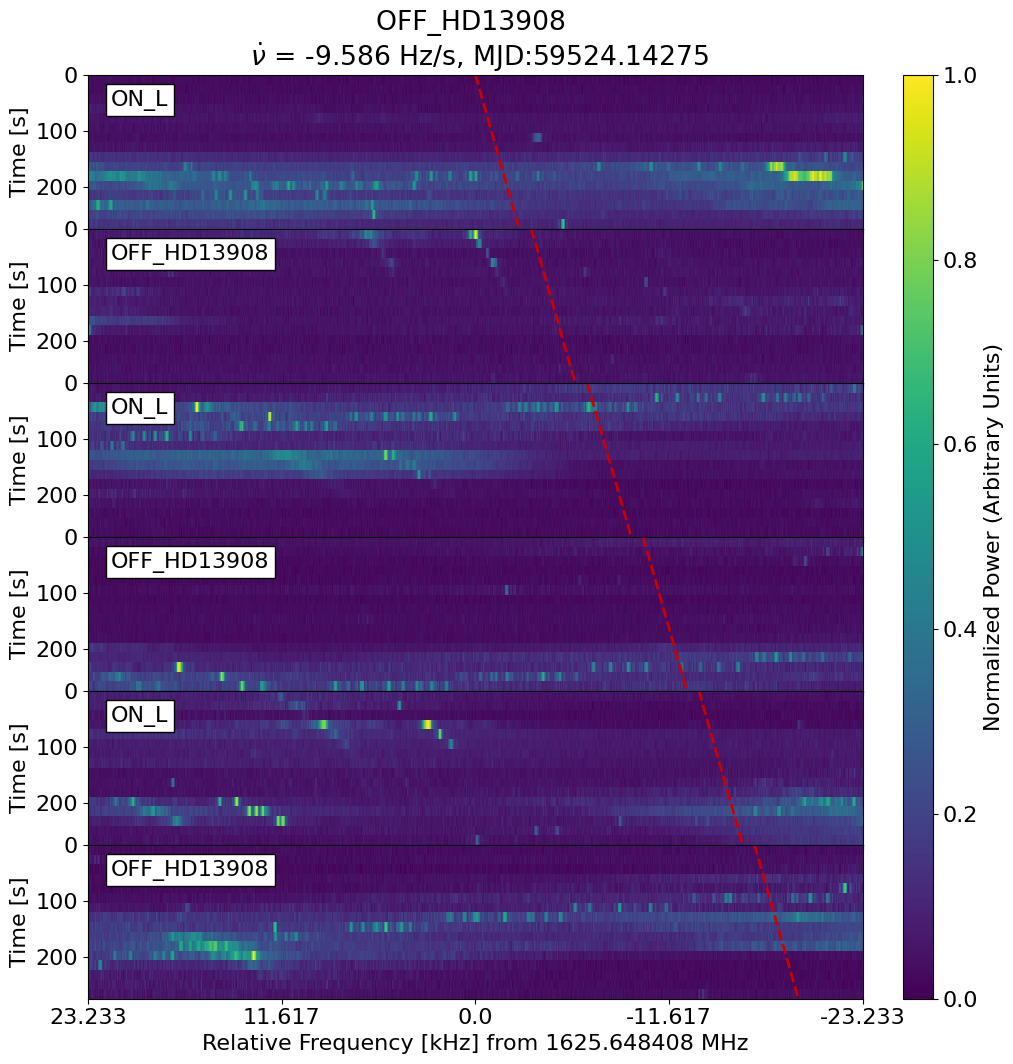 OFF_HD13908
ν̇ = -9.586 Hz/s, MJD:59524.14275
0
100
200
Time [s]
ON_L
0
100
200
Time [s]
OFF_HD13908
0
100
200
Time [s]
ON_L
0
100
200
Time [s]
OFF_HD13908
0
100
200
Time [s]
ON_L
0
100
200
Time [s]
OFF_HD13908
23.233 11.617 0.0 -11.617 -23.233
Relative Frequency [kHz] from 1625.648408 MHz
1.0
0.8
0.6
0.4
0.2
0.0
Normalized Power (Arbitrary Units)